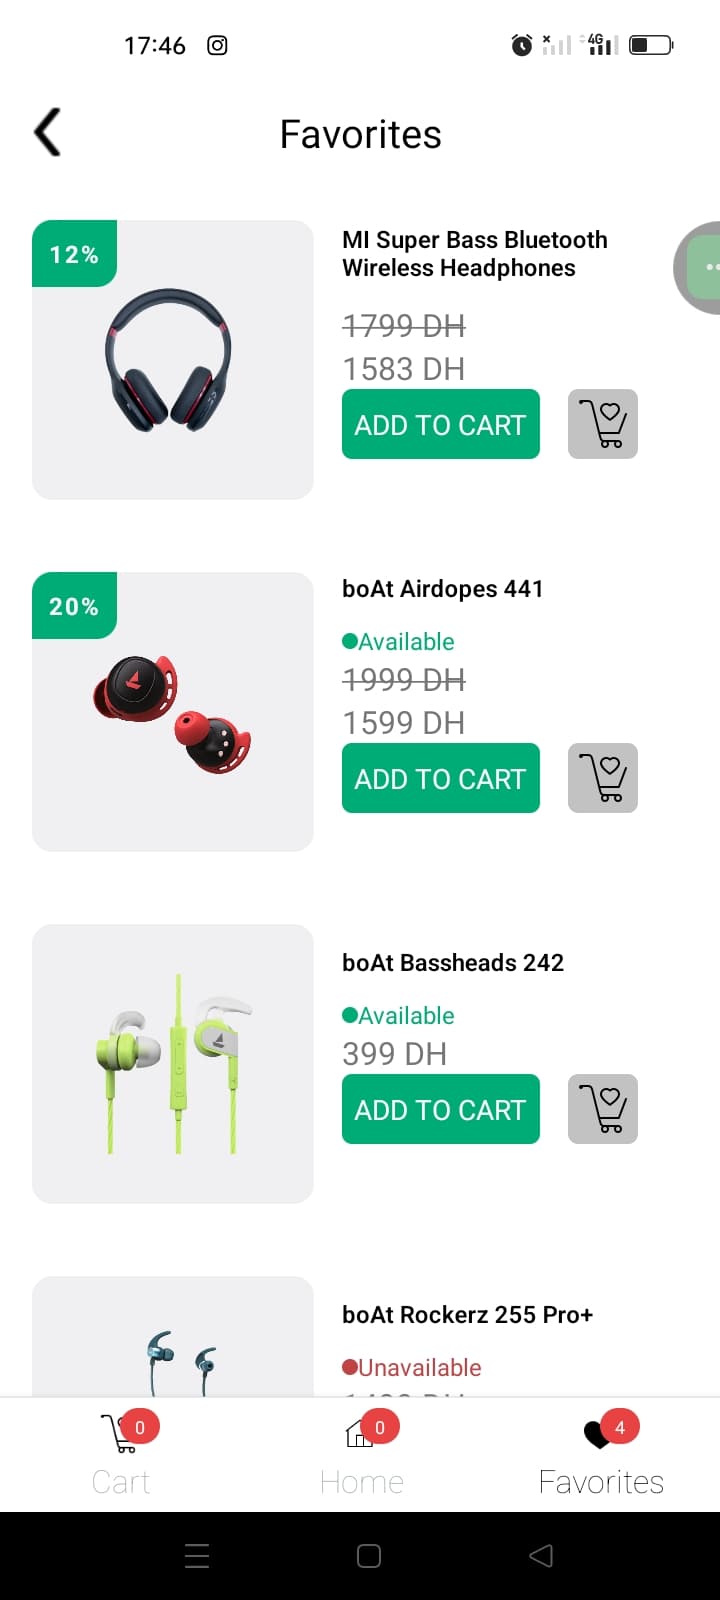 17:46
4G
Favorites
12%
MI Super Bass Bluetooth
Wireless Headphones
1799 DH
1583 DH
ADD TO CART
20%
boAt Airdopes 441
Available
1999 DH
1599 DH
ADD TO CART
boAt Bassheads 242
Available
399 DH
ADD TO CART
boAt Rockerz 255 Pro+
Unavailable
0
Cart
0
Home
4
Favorites